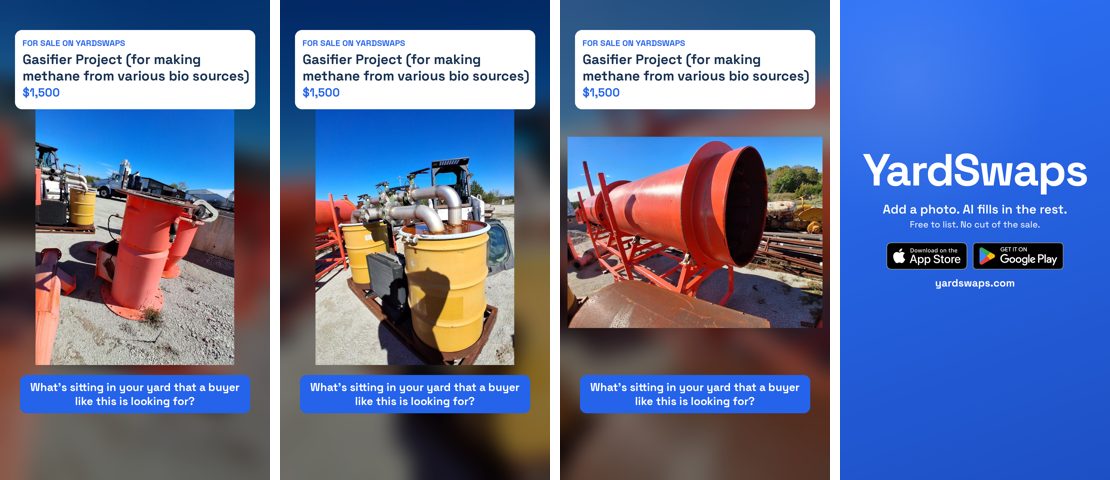 FOR SALE ON YARDSWAPS
Gasifier Project (for making
methane from various bio sources)
$1,500
What's sitting in your yard that a buyer
like this is looking for?
FOR SALE ON YARDSWAPS
Gasifier Project (for making
methane from various bio sources)
$1,500
What's sitting in your yard that a buyer
like this is looking for?
FOR SALE ON YARDSWAPS
Gasifier Project (for making
methane from various bio sources)
$1,500
What's sitting in your yard that a buyer
like this is looking for?
YardSwaps
Add a photo. AI fills in the rest.
Free to list. No cut of the sale.
Download on the
App Store
GET IT ON
Google Play
yardswaps.com